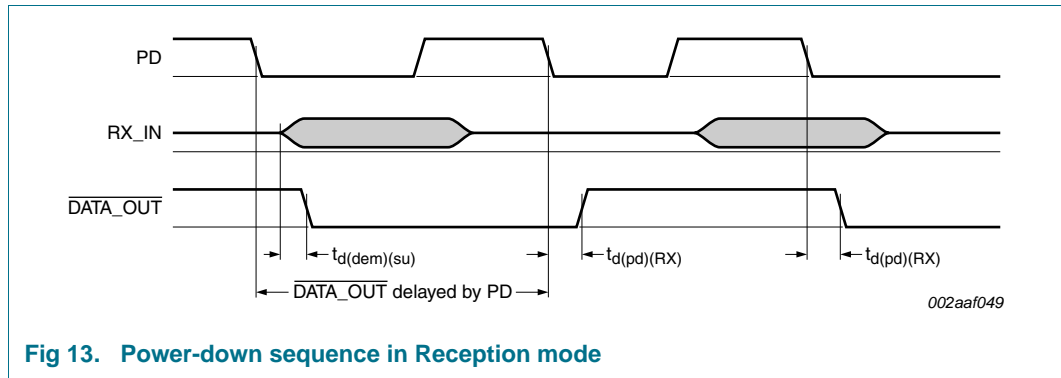 PD
RX_IN
DATA_OUT
td(dem)(su)
td(pd)(RX)
td(pd)(RX)
DATA_OUT delayed by PD
002aaf049
Fig 13. Power-down sequence in Reception mode